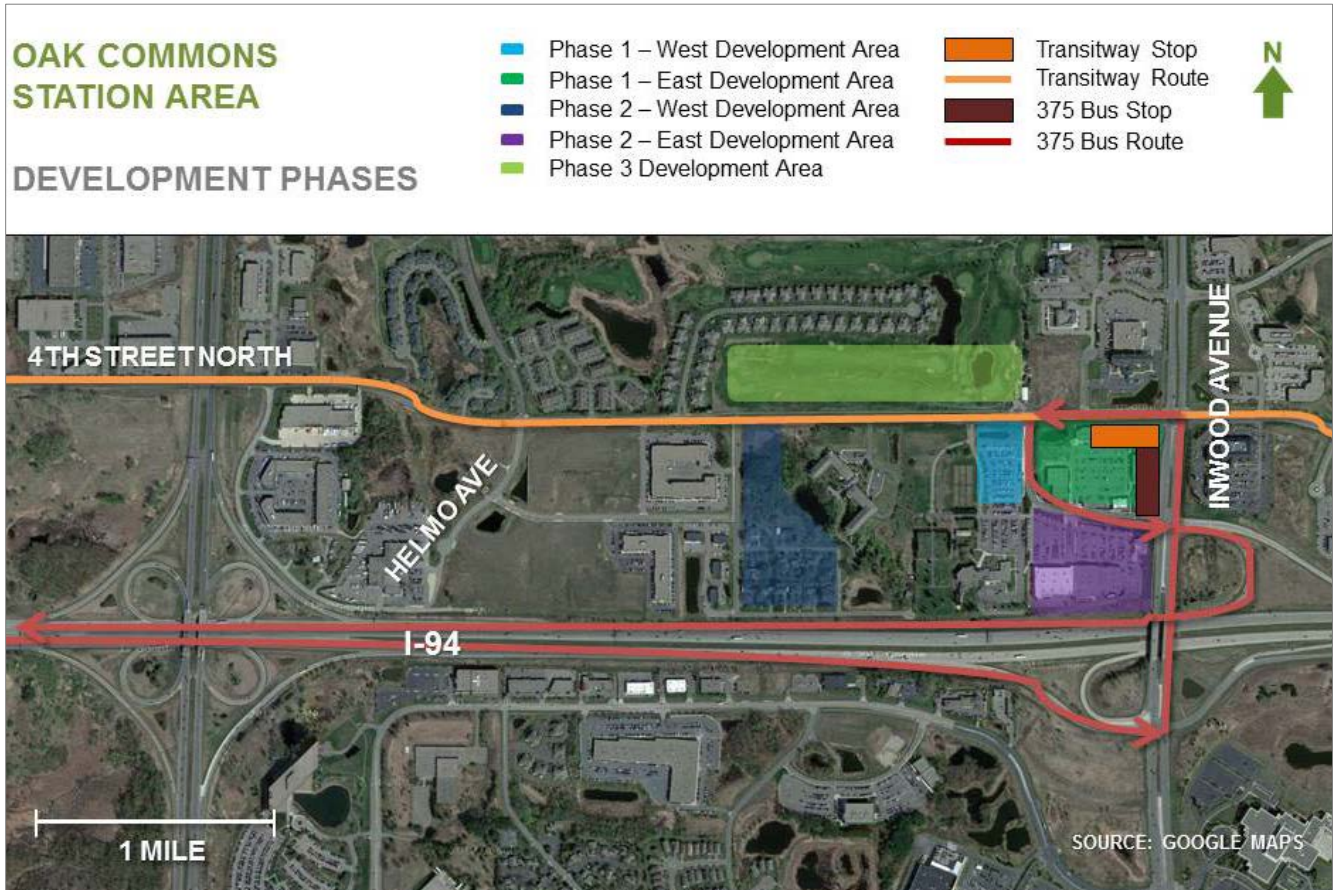 OAK COMMONS
STATION AREA
DEVELOPMENT PHASES
Phase 1 – West Development Area
Phase 1 – East Development Area
Phase 2 – West Development Area
Phase 2 – East Development Area
Phase 3 Development Area
Transitway Stop
Transitway Route
375 Bus Stop
375 Bus Route
N
4TH STREET NORTH
INWOOD AVENUE
HELMO AVE
I-94
1 MILE
SOURCE: GOOGLE MAPS